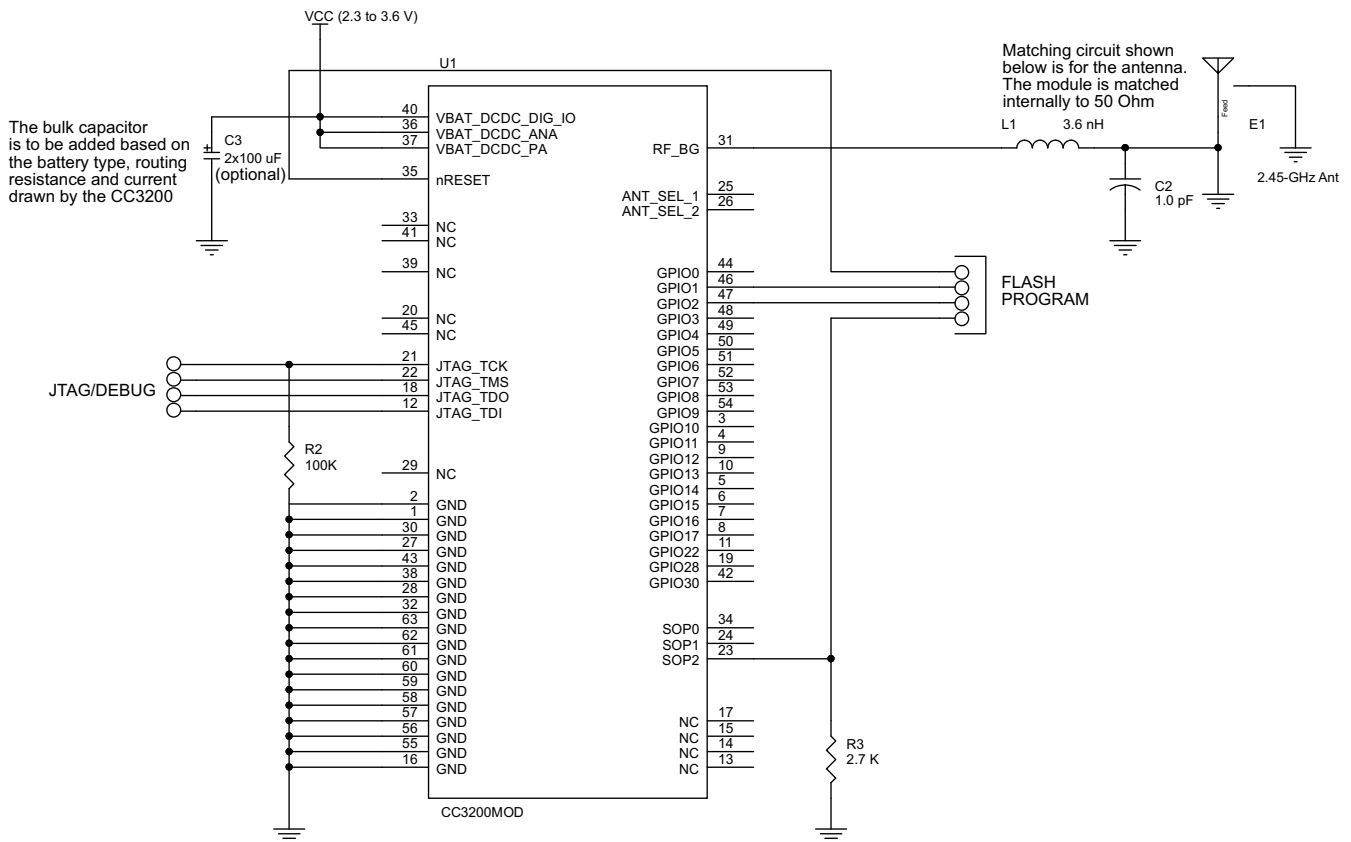 VCC (2.3 to 3.6 V)
U1
The bulk capacitor
is to be added based on
the battery type, routing
resistance and current
drawn by the CC3200
+
C3
2x100 uF
(optional)
40
VBAT_DCDC_DIG_IO
36
VBAT_DCDC_ANA
37
VBAT_DCDC_PA
35
nRESET
33
NC
41
NC
39
NC
20
NC
45
NC
JTAG/DEBUG
21
JTAG_TCK
22
JTAG_TMS
18
JTAG_TDO
12
JTAG_TDI
R2
100K
29
NC
2
GND
1
GND
30
GND
27
GND
43
GND
38
GND
28
GND
32
GND
63
GND
62
GND
61
GND
60
GND
59
GND
58
GND
57
GND
56
GND
55
GND
16
GND
CC3200MOD
RF_BG
31
ANT_SEL_1
25
ANT_SEL_2
26
GPIO0
44
GPIO1
46
GPIO2
47
GPIO3
48
GPIO4
49
GPIO5
50
GPIO6
51
GPIO7
52
GPIO8
53
GPIO9
54
GPIO10
3
GPIO11
4
GPIO12
9
GPIO13
10
GPIO14
5
GPIO15
6
GPIO16
7
GPIO17
8
GPIO22
11
GPIO28
19
GPIO30
42
SOP0
34
SOP1
24
SOP2
23
NC
17
NC
15
NC
14
NC
13
R3
2.7 K
FLASH
PROGRAM
Matching circuit shown
below is for the antenna.
The module is matched
internally to 50 Ohm
L1
3.6 nH
C2
1.0 pF
Feed
E1
2.45-GHz Ant